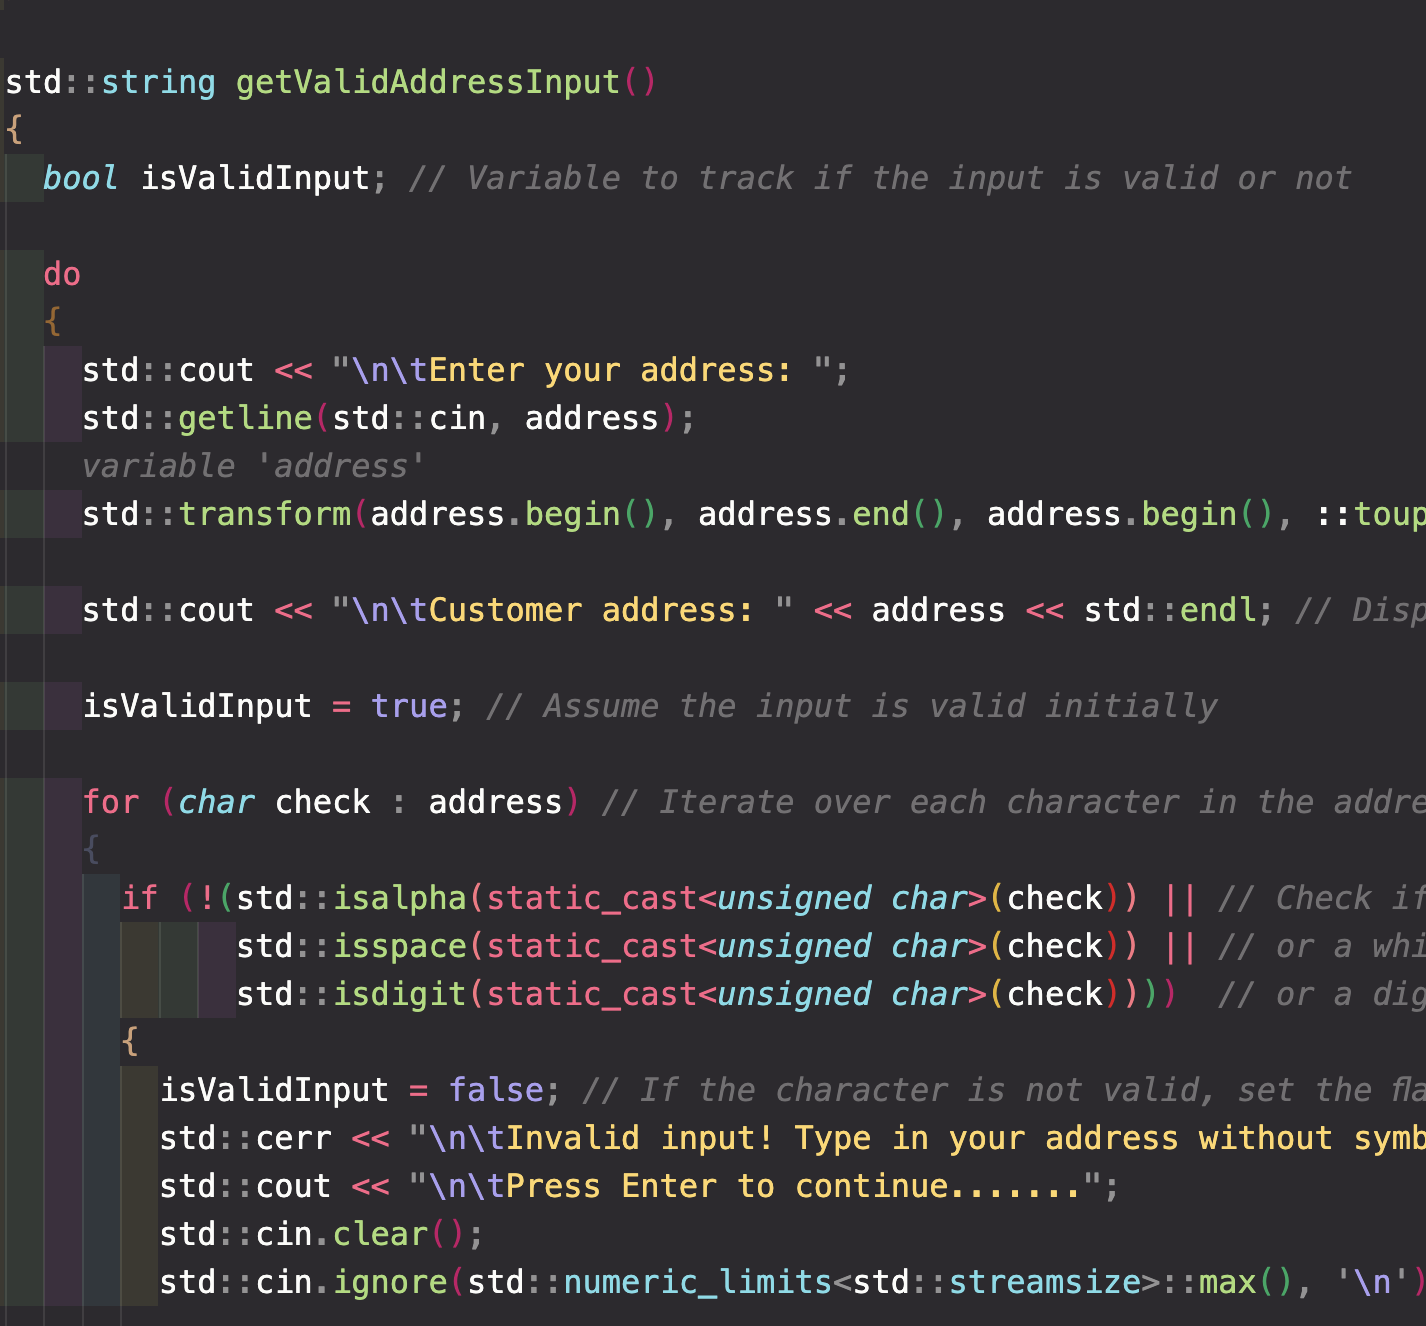 std::string getValidAddressInput()
{
bool isValidInput; // Variable to track if the input is valid or not
do
{
std::cout << "\n\tEnter your address: ";
std::getline(std::cin, address);
variable 'address'
std::transform(address.begin(), address.end(), address.begin(), ::toup
std::cout << "\n\tCustomer address: " << address << std::endl; // Disp
isValidInput = true; // Assume the input is valid initially
for (char check : address) // Iterate over each character in the addre
{
if (!(std::isalpha(static_cast<unsigned char>(check)) || // Check if
std::isspace(static_cast<unsigned char>(check)) || // or a whi
std::isdigit(static_cast<unsigned char>(check)))) // or a dig
{
isValidInput = false; // If the character is not valid, set the fla
std::cerr << "\n\tInvalid input! Type in your address without symb
std::cout << "\n\tPress Enter to continue.......";
std::cin.clear();
std::cin.ignore(std::numeric_limits<std::streamsize>::max(), '\n')